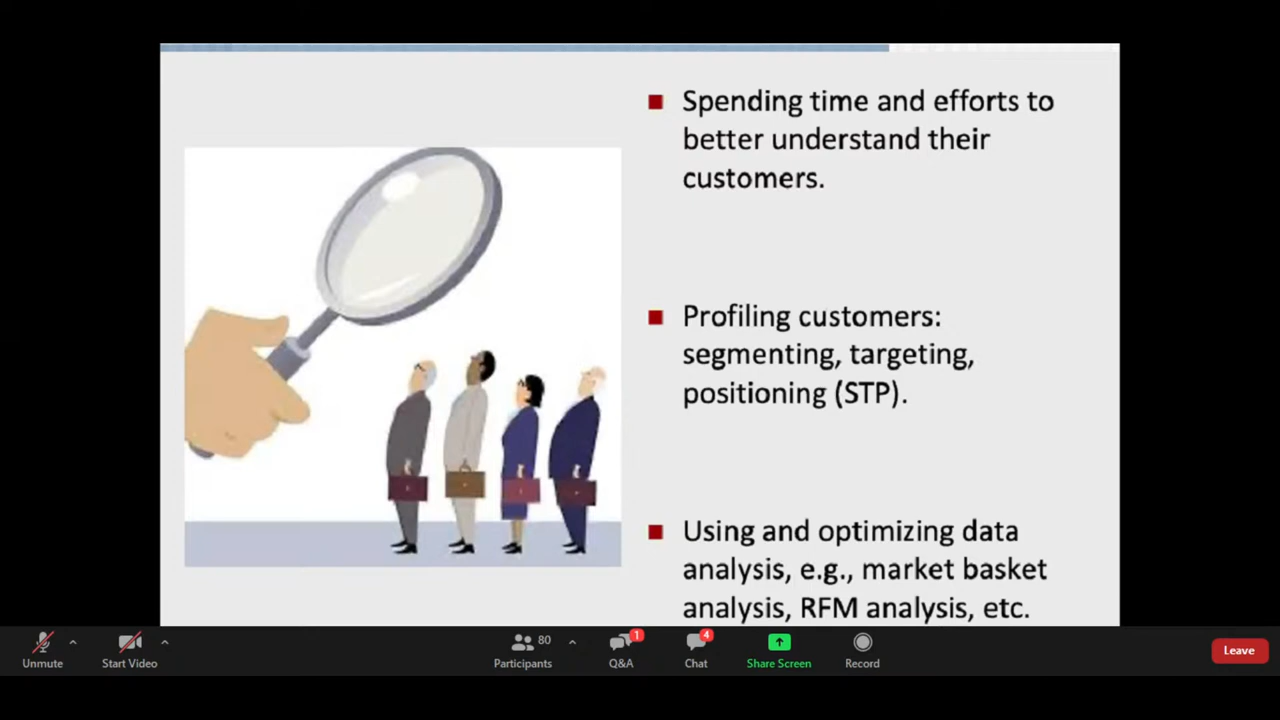 Spending time and efforts to
better understand their
customers.
Profiling customers:
segmenting, targeting,
positioning (STP).
Using and optimizing data
analysis, e.g., market basket
analysis, RFM analysis, etc.
Unmute
Start Video
80
Participants
1
Q&A
4
Chat
Share Screen
Record
Leave